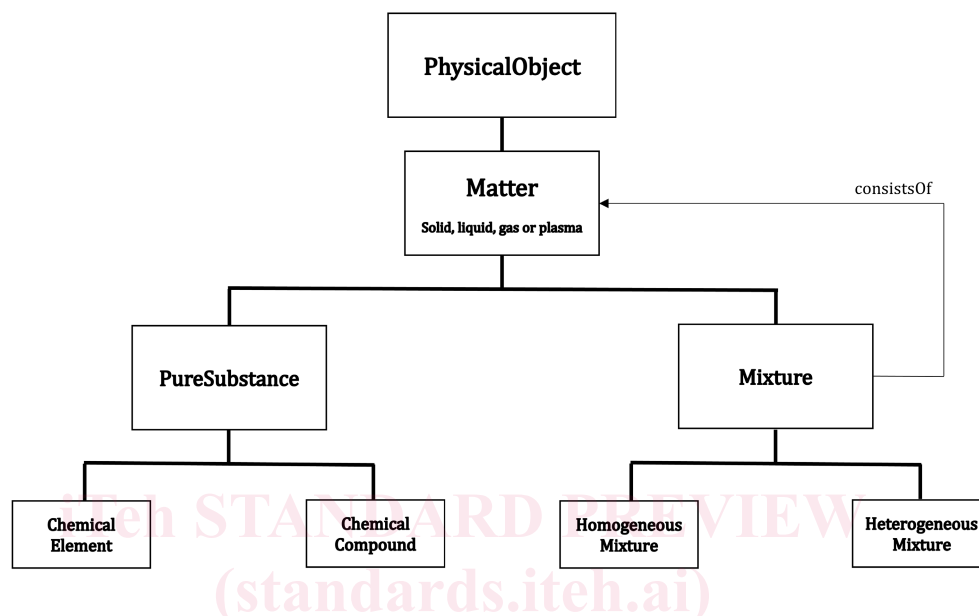 PhysicalObject
Matter
Solid, liquid, gas or plasma
consistsOf
PureSubstance
Mixture
Chemical
Element
Chemical
Compound
Homogeneous
Mixture
Heterogeneous
Mixture
iTeh STANDARD PREVIEW
(standards.iteh.ai)